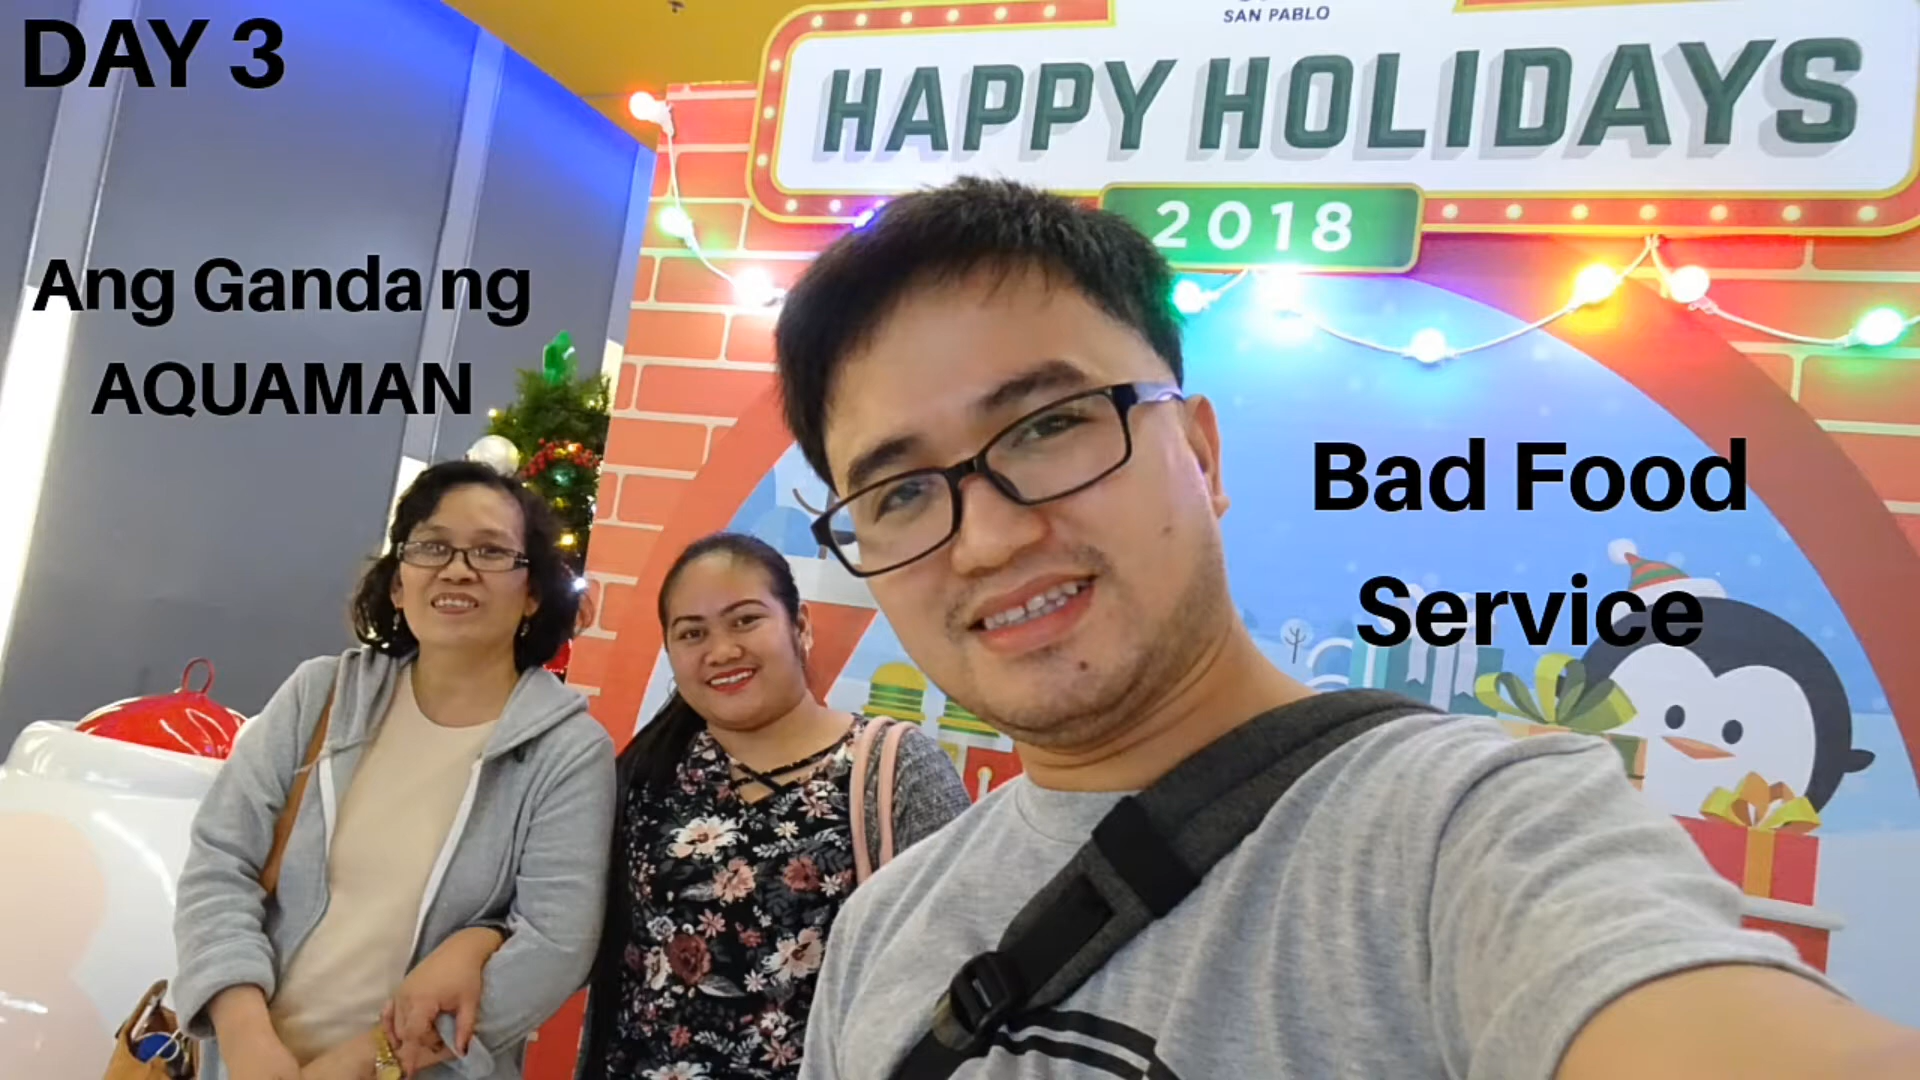 DAY 3
SAN PABLO
HAPPY HOLIDAYS
2018
Ang Ganda ng
AQUAMAN
Bad Food
Service